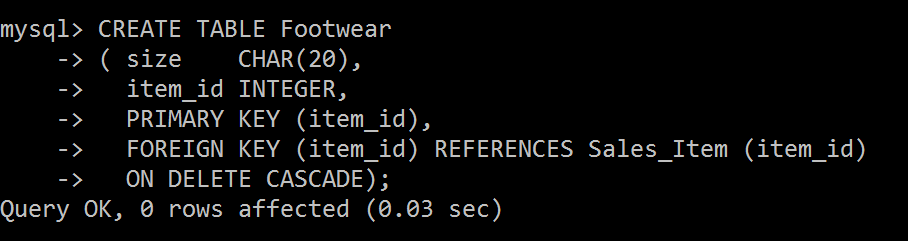 mysql> CREATE TABLE Footwear
    -> ( size    CHAR(20),
    ->   item_id INTEGER,
    ->   PRIMARY KEY (item_id),
    ->   FOREIGN KEY (item_id) REFERENCES Sales_Item (item_id)
    ->   ON DELETE CASCADE);
Query OK, 0 rows affected (0.03 sec)